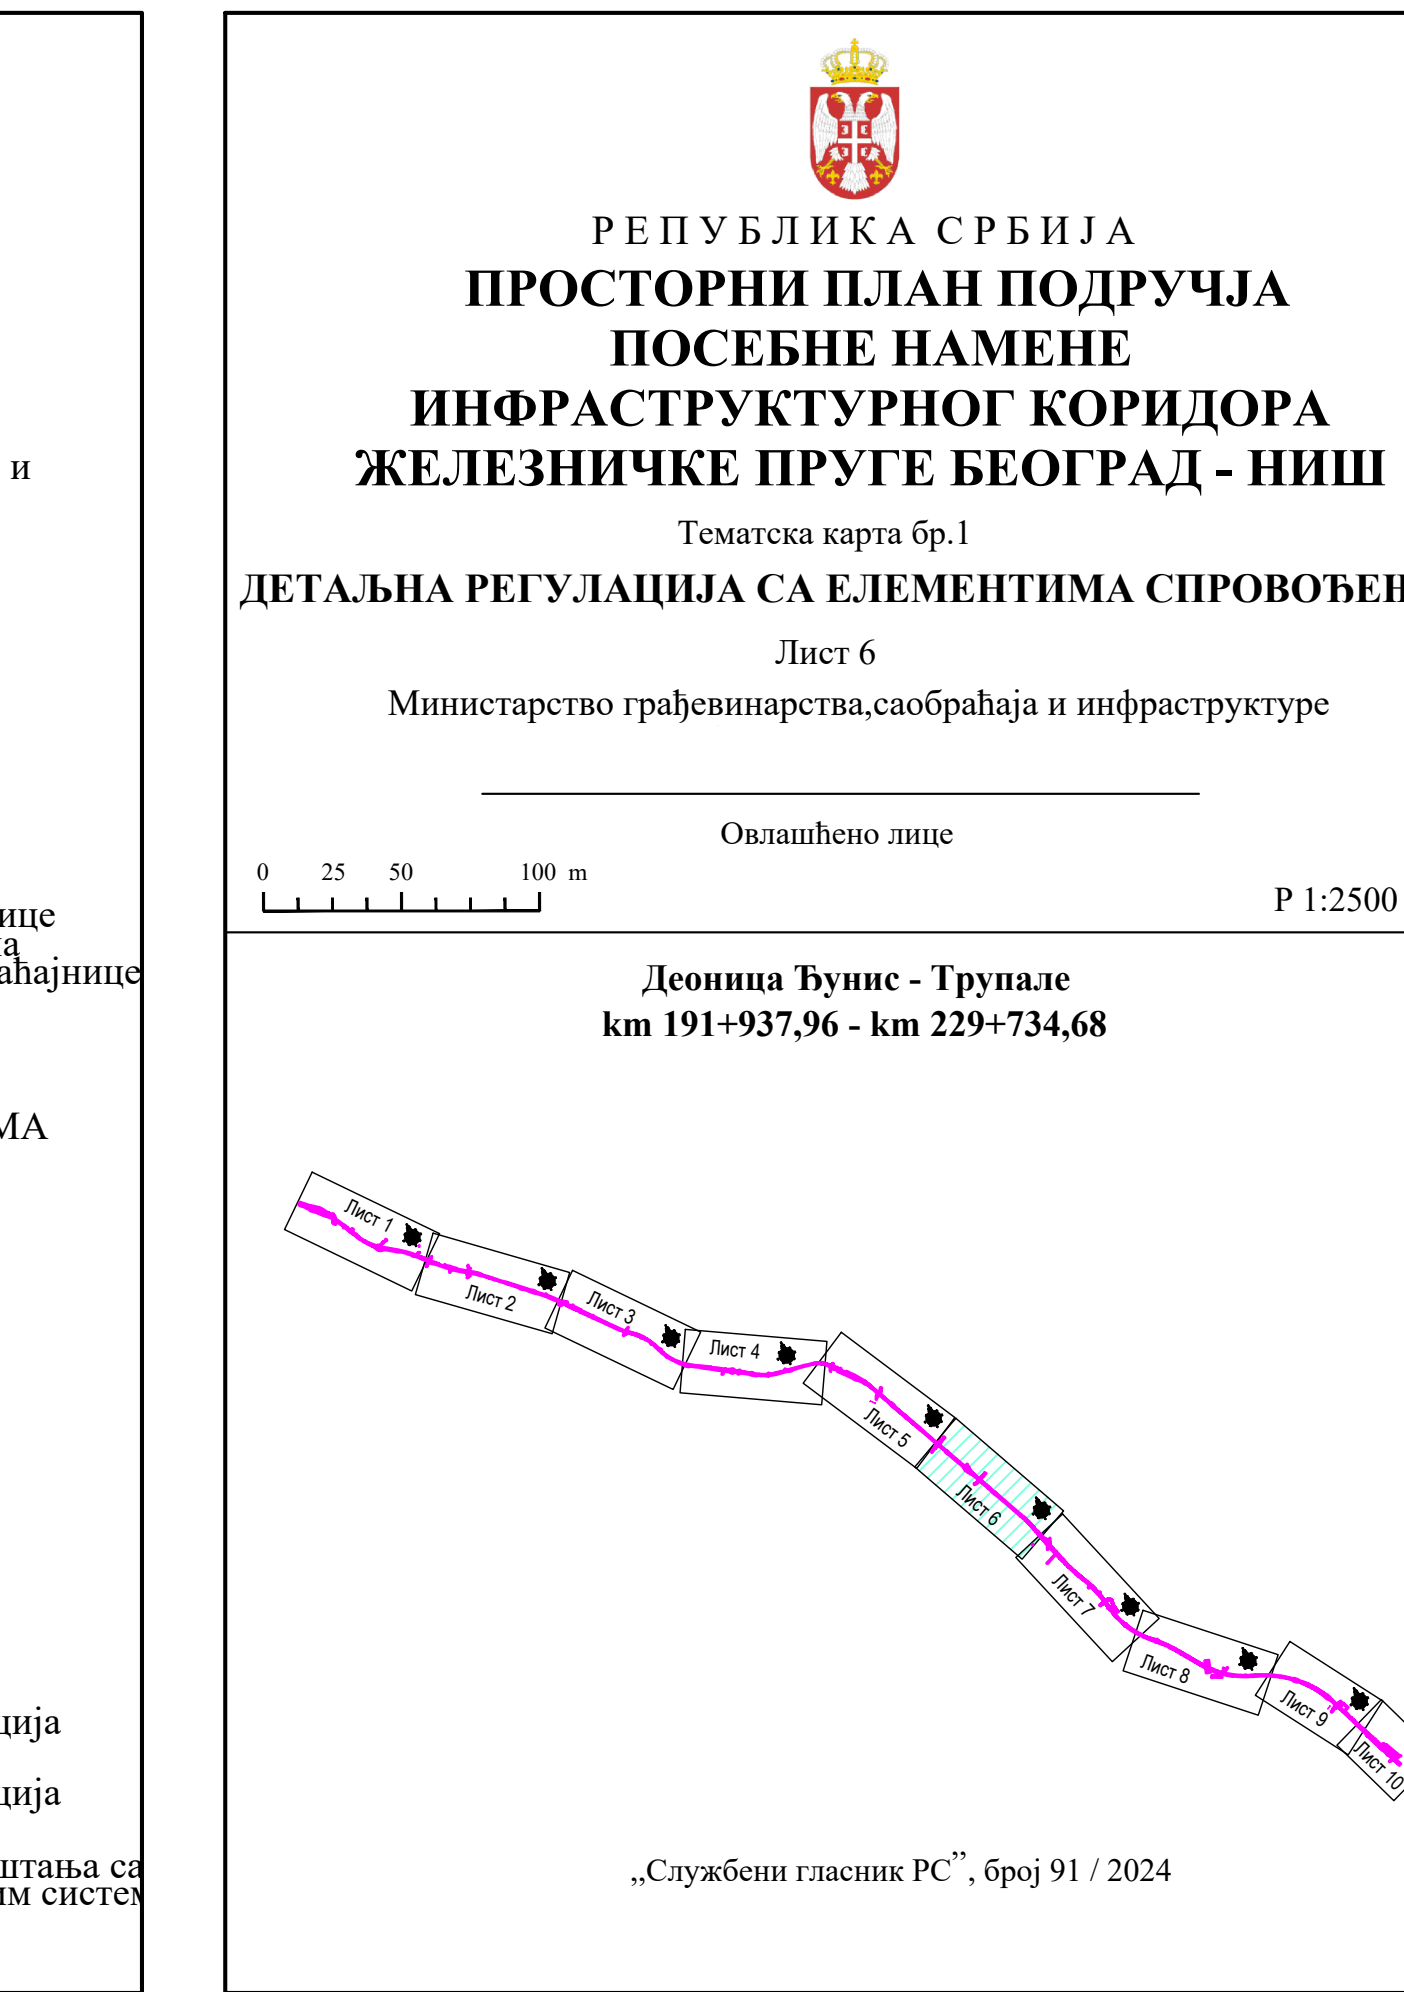 и
ице
аћајнице
МА
ција
ција
штања са
им систем
РЕПУБЛИКА СРБИЈА
ПРОСТОРНИ ПЛАН ПОДРУЧЈА
ПОСЕБНЕ НАМЕНЕ
ИНФРАСТРУКТУРНОГ КОРИДОРА
ЖЕЛЕЗНИЧКЕ ПРУГЕ БЕОГРАД - НИШ
Тематска карта бр.1
ДЕТАЉНА РЕГУЛАЦИЈА СА ЕЛЕМЕНТИМА СПРОВОЂЕН
Лист 6
Министарство грађевинарства,саобраћаја и инфраструктуре
Овлашћено лице
0 25 50 100 m
Р 1:2500
Деоница Ђунис - Трупале
km 191+937,96 - km 229+734,68
Лист 1
Лист 2
Лист 3
Лист 4
Лист 5
Лист 6
Лист 7
Лист 8
Лист 9
Лист 10
„Службени гласник РС”, број 91 / 2024